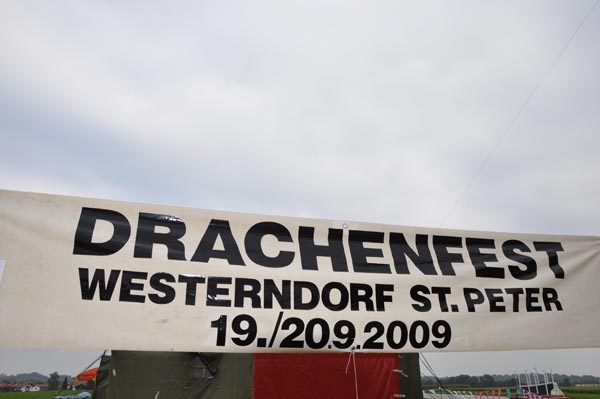 DRACHENFEST
WESTERNDORF ST. PETER
19./20.9.2009